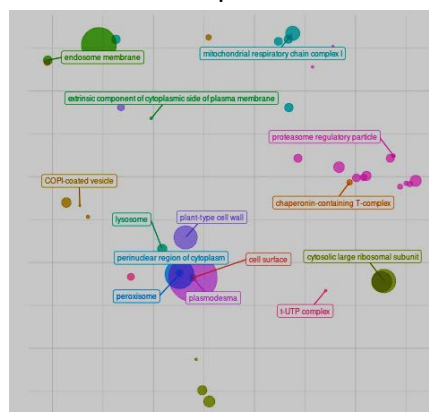 endosome membrane
mitochondrial respiratory chain complex I
extrinsic component of cytoplasmic side of plasma membrane
proteasome regulatory particle
COPI-coated vesicle
chaperonin-containing T-complex
lysosome
plant-type cell wall
perinuclear region of cytoplasm
cell surface
cytosolic large ribosomal subunit
peroxisome
plasmodesma
t-UTP complex